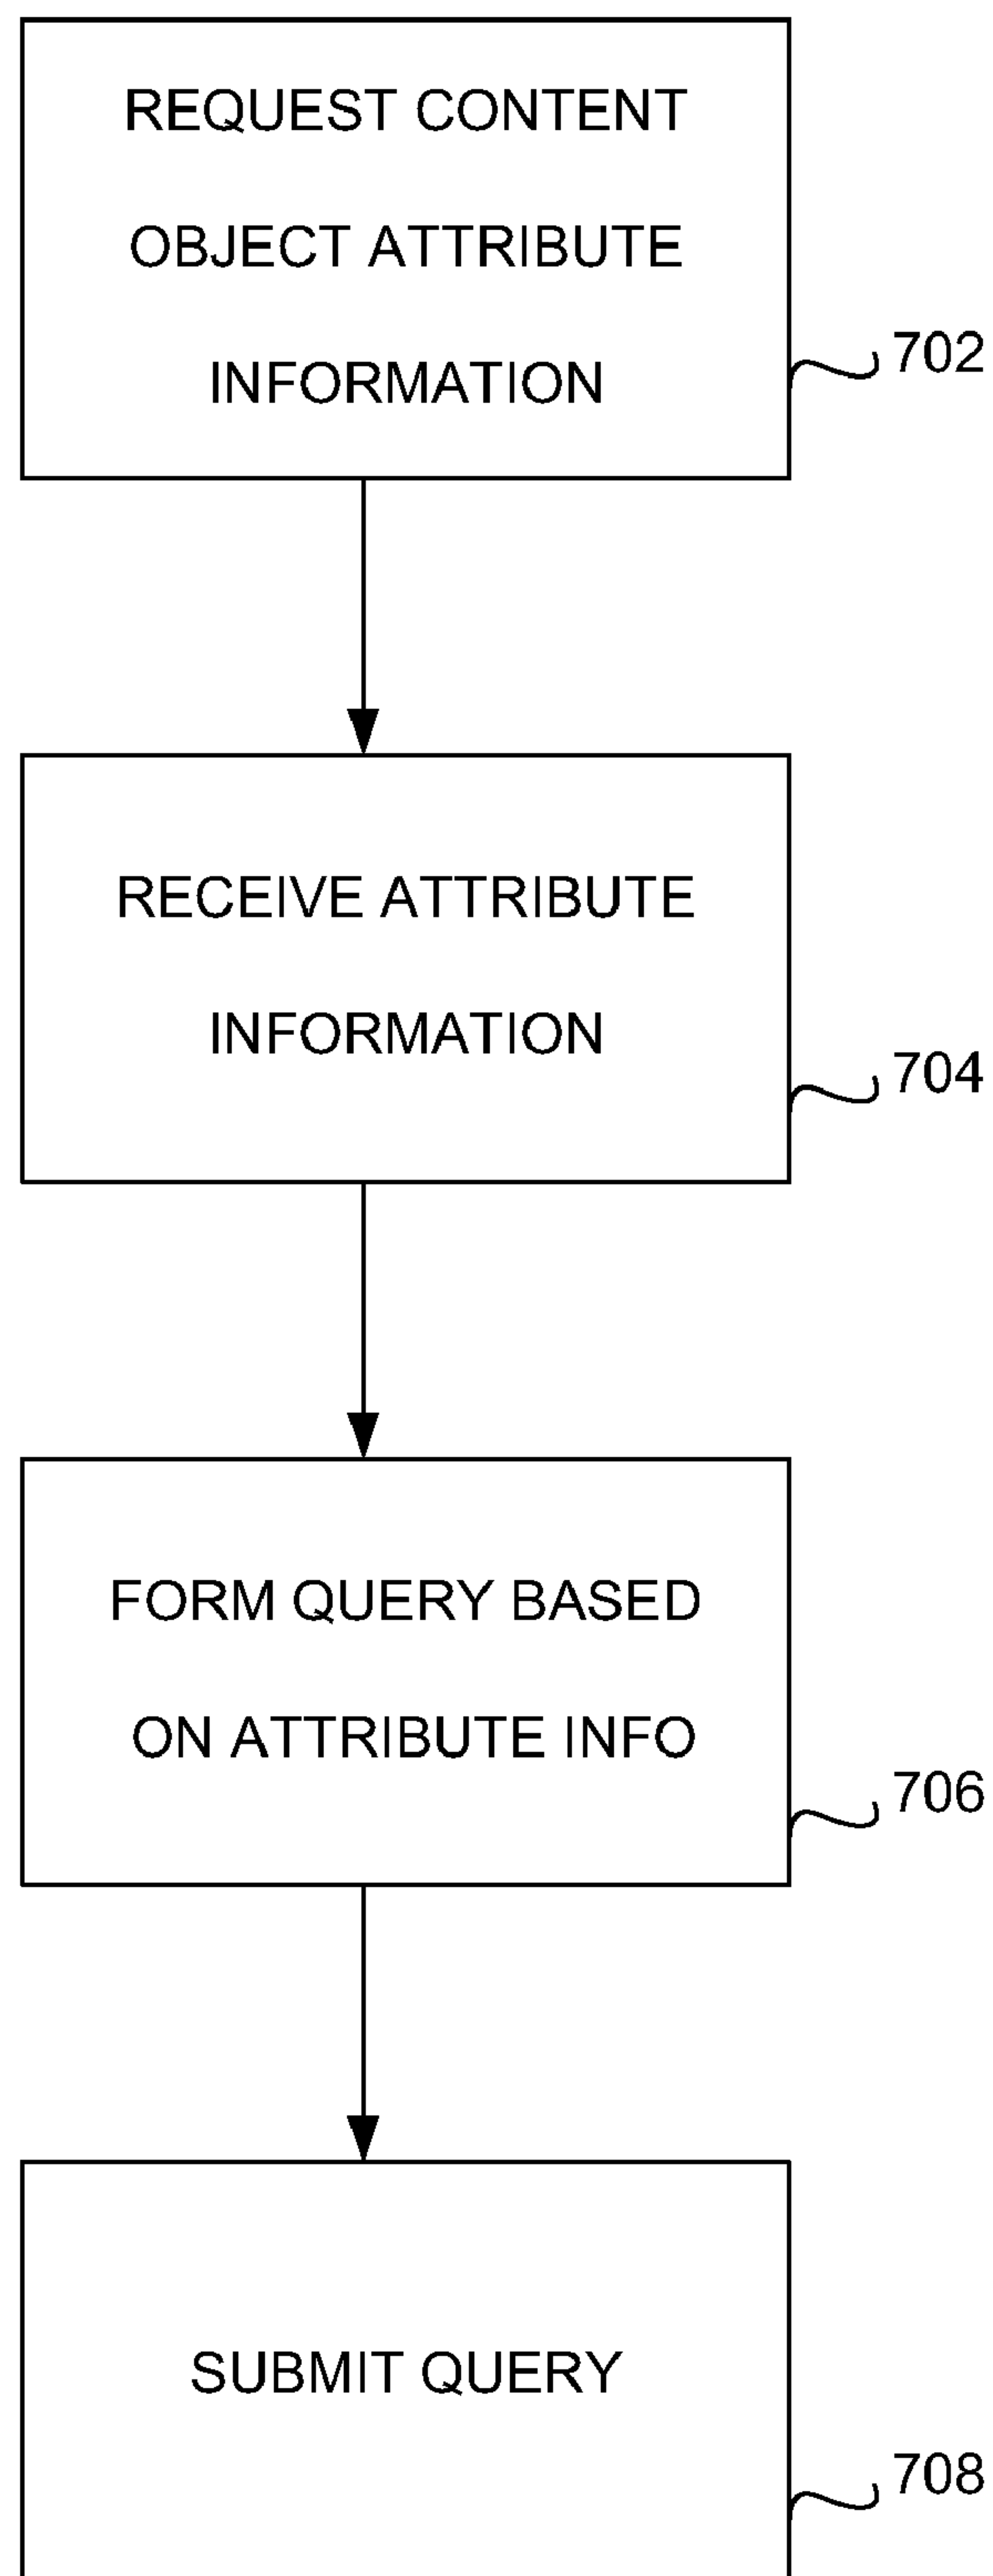 REQUEST CONTENT
OBJECT ATTRIBUTE
INFORMATION
702
RECEIVE ATTRIBUTE
INFORMATION
704
FORM QUERY BASED
ON ATTRIBUTE INFO
706
SUBMIT QUERY
708